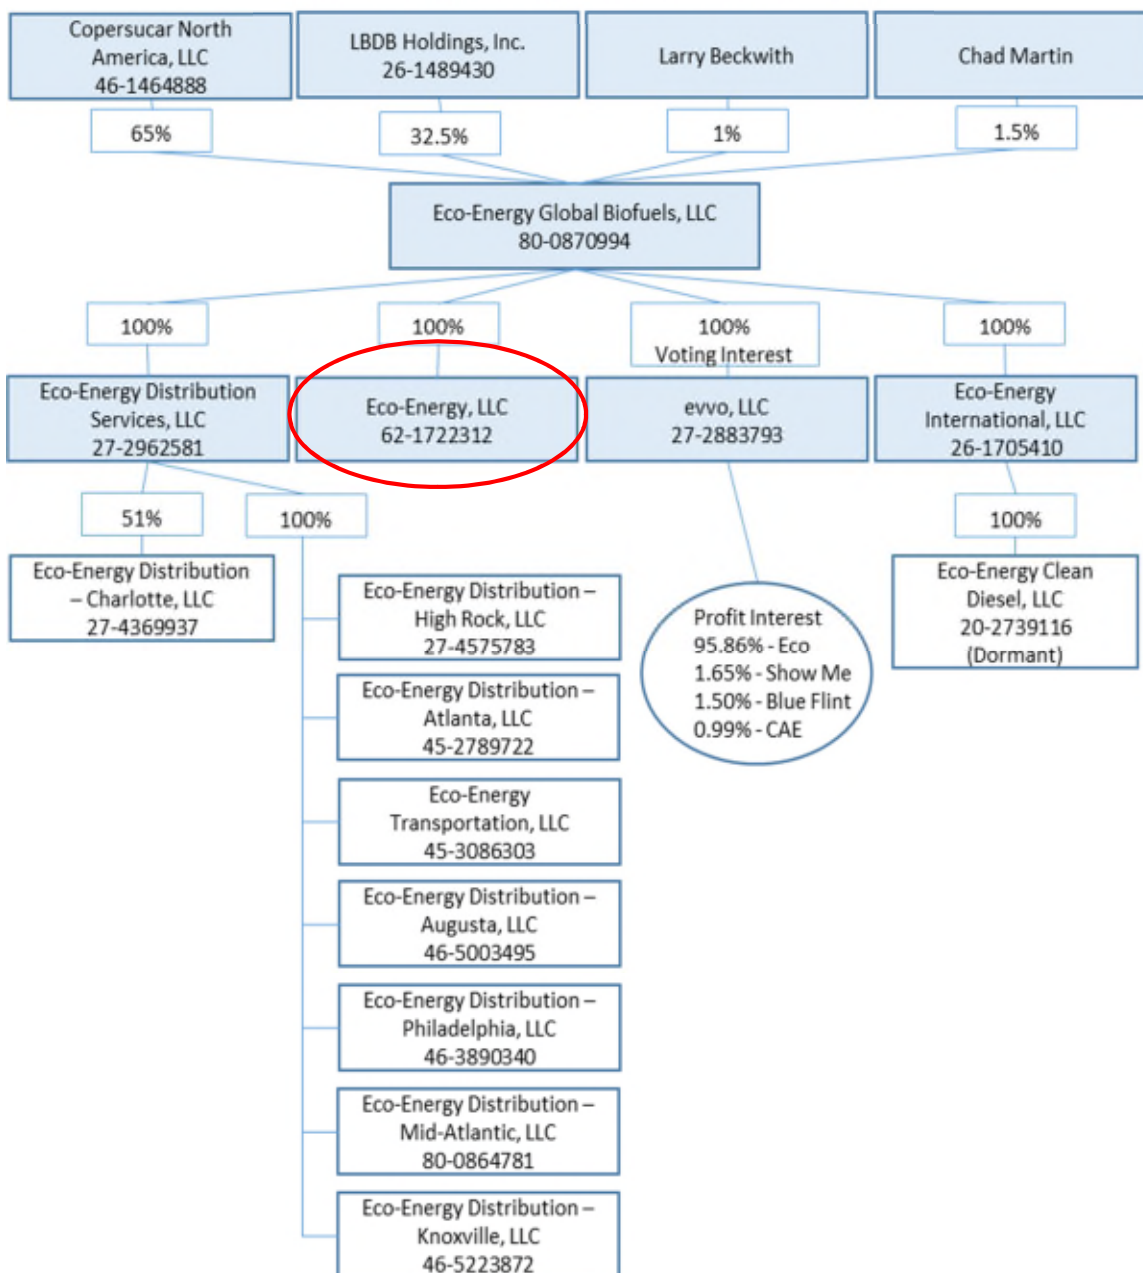 Copersucar North
America, LLC
46-1464888
LBDB Holdings, Inc.
26-1489430
Larry Beckwith
Chad Martin
65%
32.5%
1%
1.5%
Eco-Energy Global Biofuels, LLC
80-0870994
100%
100%
100%
Voting Interest
100%
Eco-Energy Distribution
Services, LLC
27-2962581
Eco-Energy, LLC
62-1722312
evvo, LLC
27-2883793
Eco-Energy
International, LLC
26-1705410
51%
100%
100%
Eco-Energy Distribution
– Charlotte, LLC
27-4369937
Eco-Energy Distribution –
High Rock, LLC
27-4575783
Eco-Energy Distribution –
Atlanta, LLC
45-2789722
Eco-Energy
Transportation, LLC
45-3086303
Eco-Energy Distribution –
Augusta, LLC
46-5003495
Eco-Energy Distribution –
Philadelphia, LLC
46-3890340
Eco-Energy Distribution –
Mid-Atlantic, LLC
80-0864781
Eco-Energy Distribution –
Knoxville, LLC
46-5223872
Profit Interest
95.86% - Eco
1.65% - Show Me
1.50% - Blue Flint
0.99% - CAE
Eco-Energy Clean
Diesel, LLC
20-2739116
(Dormant)